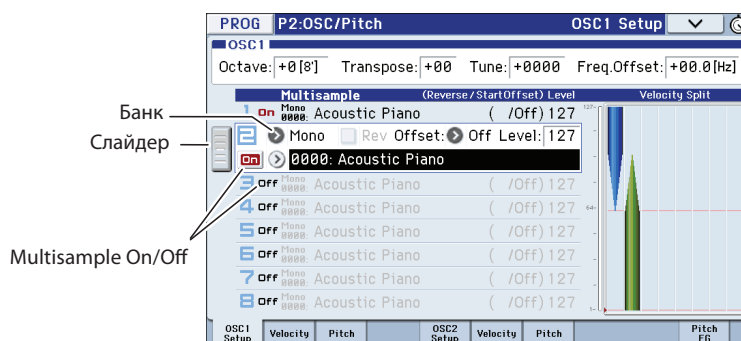 PROG P2:OSC/Pitch OSC1 Setup
OSC1
Octave: +0[8'] Transpose: +00 Tune: +0000 Freq.Offset: +00.0[Hz]
Multisample (Reverse/StartOffset) Level Velocity Split
1 On Mono 0000: Acoustic Piano ( /Off) 127
127-
Банк
2 Mono Rev Offset: Off Level: 127
Слайдер
On 0000: Acoustic Piano
3 Off Mono 0000: Acoustic Piano ( /Off) 127
4 Off Mono 0000: Acoustic Piano ( /Off) 127
64-
5 Off Mono 0000: Acoustic Piano ( /Off) 127
Multisample On/Off
6 Off Mono 0000: Acoustic Piano ( /Off) 127
7 Off Mono 0000: Acoustic Piano ( /Off) 127
8 Off Mono 0000: Acoustic Piano ( /Off) 127
1-
OSC1 Setup Velocity Pitch OSC2 Setup Velocity Pitch Pitch EG